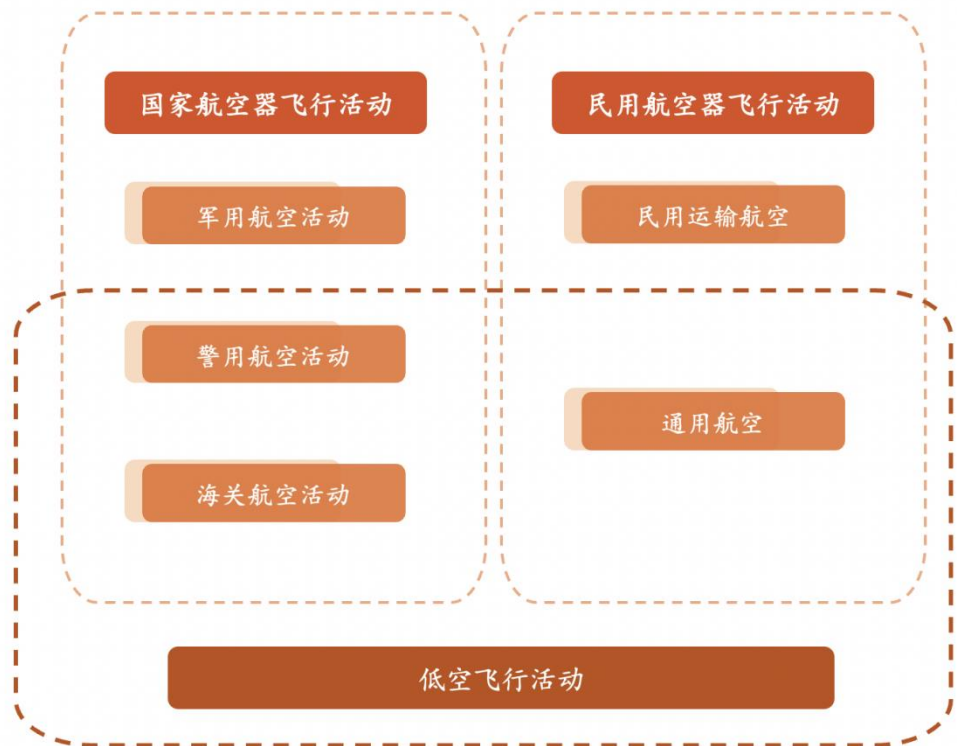 国家航空器飞行活动
民用航空器飞行活动
军用航空活动
民用运输航空
警用航空活动
通用航空
海关航空活动
低空飞行活动